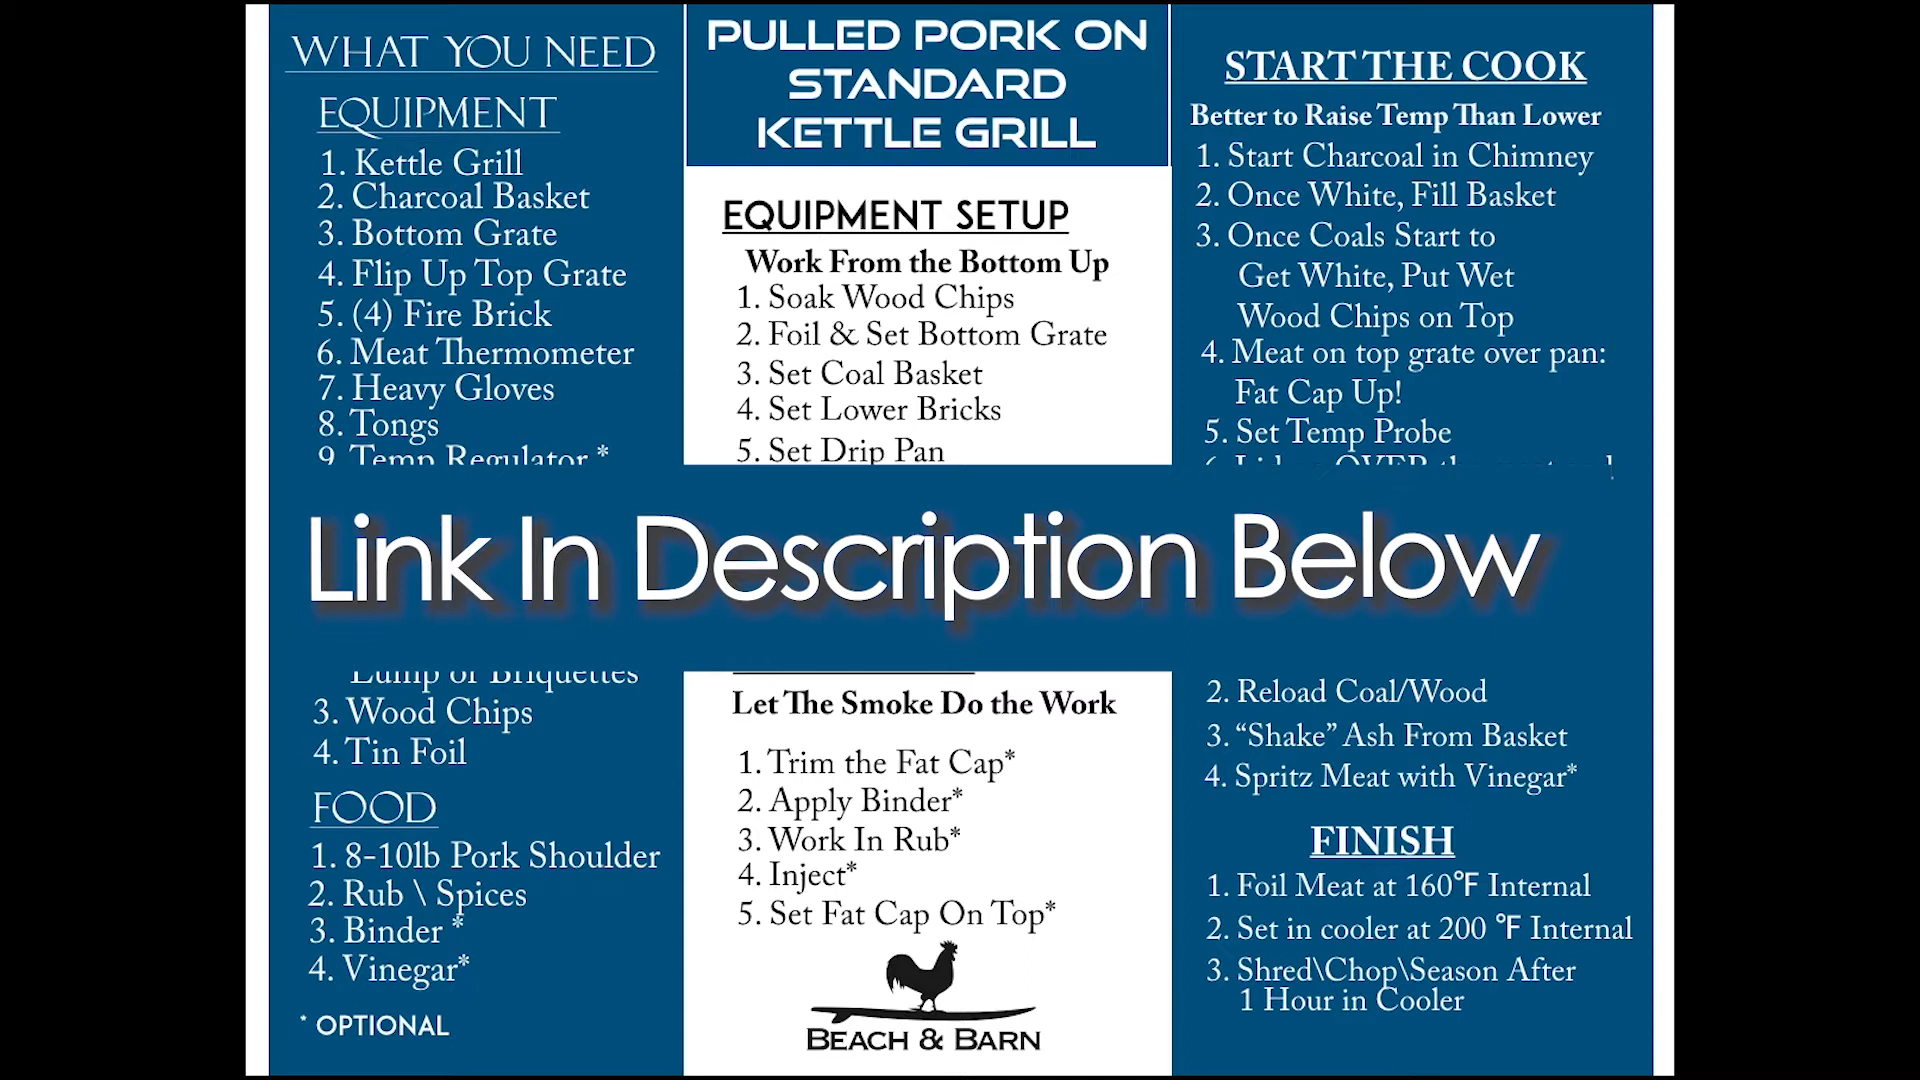 WHAT YOU NEED
EQUIPMENT
1. Kettle Grill
2. Charcoal Basket
3. Bottom Grate
4. Flip Up Top Grate
5. (4) Fire Brick
6. Meat Thermometer
7. Heavy Gloves
8. Tongs
9. Temp Regulator *
Lump or Briquettes
3. Wood Chips
4. Tin Foil
FOOD
1. 8-10lb Pork Shoulder
2. Rub \ Spices
3. Binder *
4. Vinegar*
* OPTIONAL
PULLED PORK ON
STANDARD
KETTLE GRILL
EQUIPMENT SETUP
Work From the Bottom Up
1. Soak Wood Chips
2. Foil & Set Bottom Grate
3. Set Coal Basket
4. Set Lower Bricks
5. Set Drip Pan
Link In Description Below
Let The Smoke Do the Work
1. Trim the Fat Cap*
2. Apply Binder*
3. Work In Rub*
4. Inject*
5. Set Fat Cap On Top*
BEACH & BARN
START THE COOK
Better to Raise Temp Than Lower
1. Start Charcoal in Chimney
2. Once White, Fill Basket
3. Once Coals Start to
Get White, Put Wet
Wood Chips on Top
4. Meat on top grate over pan:
Fat Cap Up!
5. Set Temp Probe
2. Reload Coal/Wood
3. “Shake” Ash From Basket
4. Spritz Meat with Vinegar*
FINISH
1. Foil Meat at 160℉ Internal
2. Set in cooler at 200 ℉ Internal
3. Shred\Chop\Season After
1 Hour in Cooler